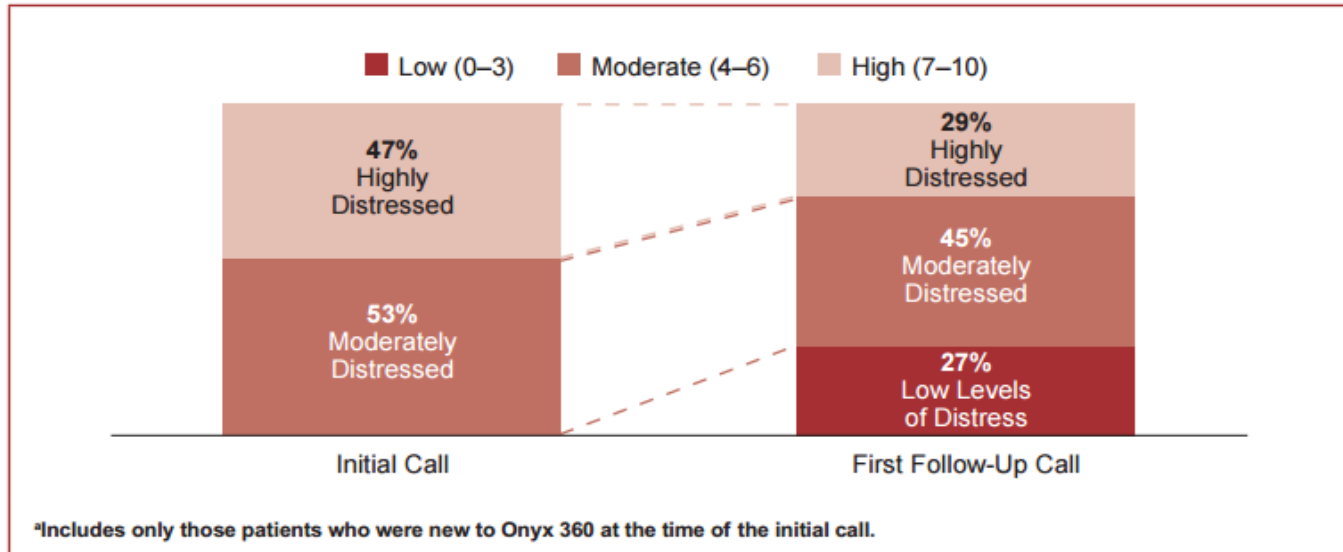 Low (0–3) Moderate (4–6) High (7–10)
47%
Highly
Distressed
53%
Moderately
Distressed
29%
Highly
Distressed
45%
Moderately
Distressed
27%
Low Levels
of Distress
Initial Call First Follow-Up Call
ᵃIncludes only those patients who were new to Onyx 360 at the time of the initial call.